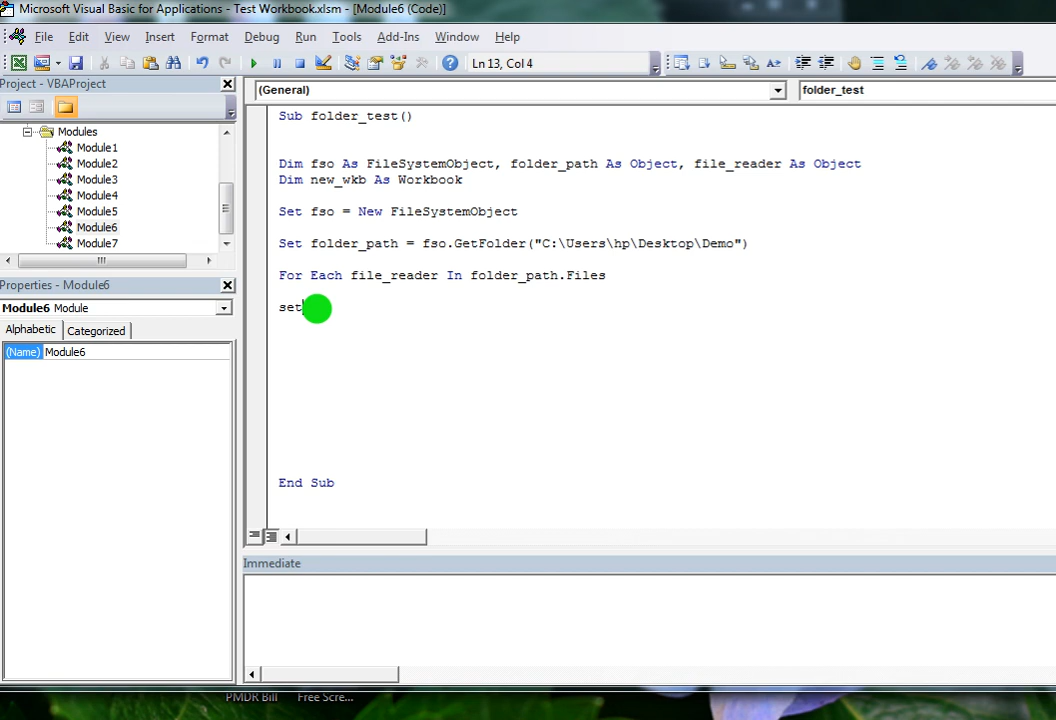 Microsoft Visual Basic for Applications - Test Workbook.xlsm - [Module6 (Code)]
File Edit View Insert Format Debug Run Tools Add-Ins Window Help
Ln 13, Col 4
Project - VBAProject
(General)
folder_test
Modules
Module1
Module2
Module3
Module4
Module5
Module6
Module7
Properties - Module6
Module6 Module
Alphabetic Categorized
(Name) Module6
Sub folder_test()
Dim fso As FileSystemObject, folder_path As Object, file_reader As Object
Dim new_wkb As Workbook
Set fso = New FileSystemObject
Set folder_path = fso.GetFolder("C:\Users\hp\Desktop\Demo")
For Each file_reader In folder_path.Files
set
End Sub
Immediate
PMDR Bill Free Scre...